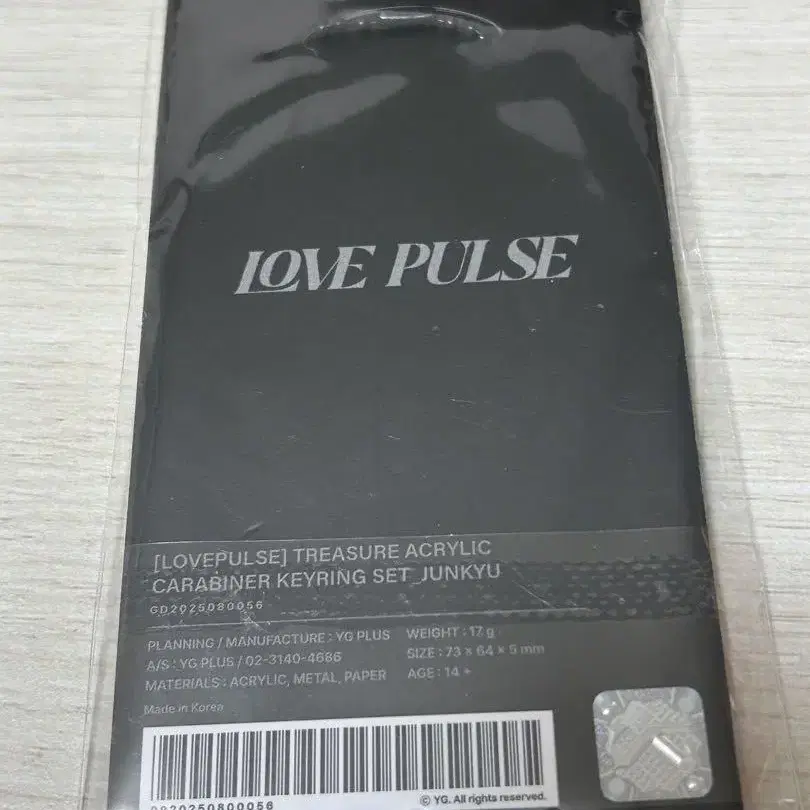 LOVE PULSE
[LOVEPULSE] TREASURE ACRYLIC
CARABINER KEYRING SET_JUNKYU
GD2025080056
PLANNING / MANUFACTURE : YG PLUS
A/S : YG PLUS / 02-3140-4686
MATERIALS : ACRYLIC, METAL, PAPER
WEIGHT : 17 g
SIZE : 73 x 64 x 5 mm
AGE : 14 +
Made in Korea
© YG. All rights reserved.